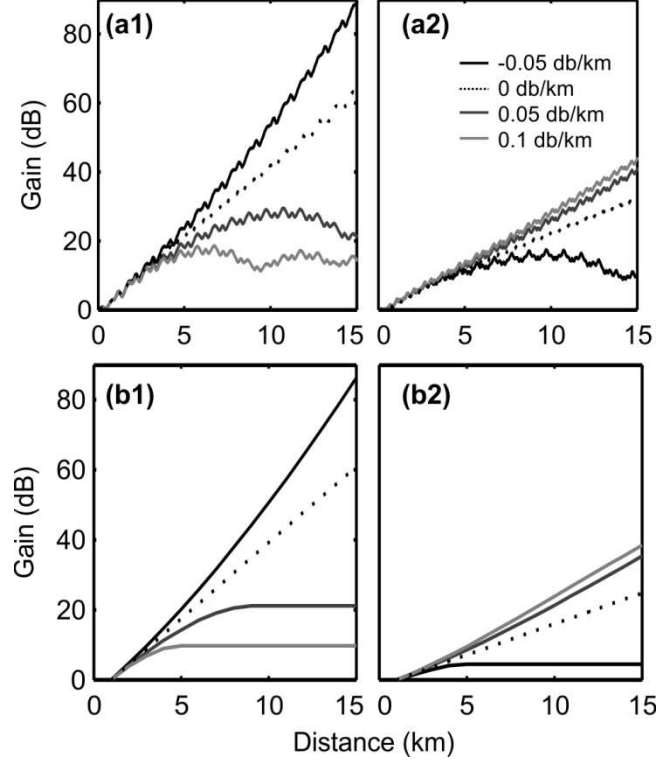 (a1)
(a2)
-0.05 db/km
0 db/km
0.05 db/km
0.1 db/km
Gain (dB)
80
60
40
20
0
0 5 10 15
0 5 10 15
(b1)
(b2)
Gain (dB)
80
60
40
20
0
0 5 10 15
0 5 10 15
Distance (km)